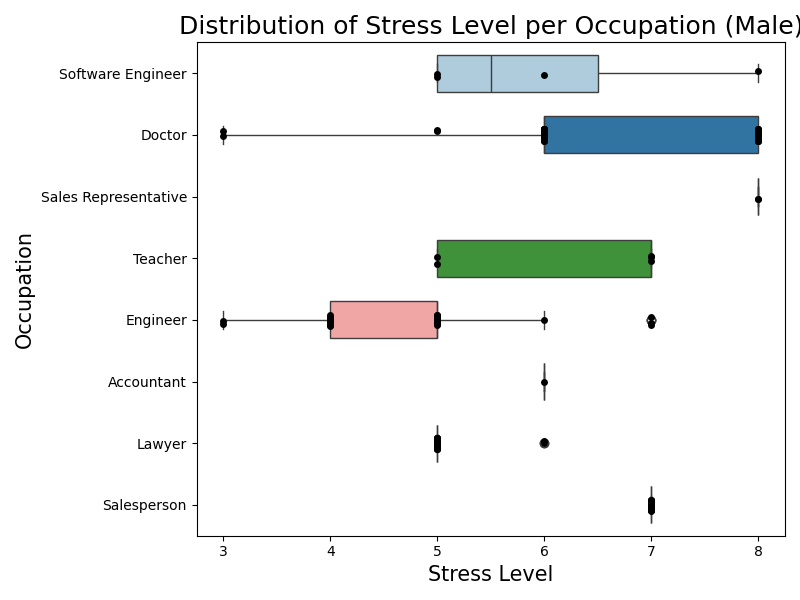 Distribution of Stress Level per Occupation (Male)
Occupation
Software Engineer
Doctor
Sales Representative
Teacher
Engineer
Accountant
Lawyer
Salesperson
3 4 5 6 7 8
Stress Level